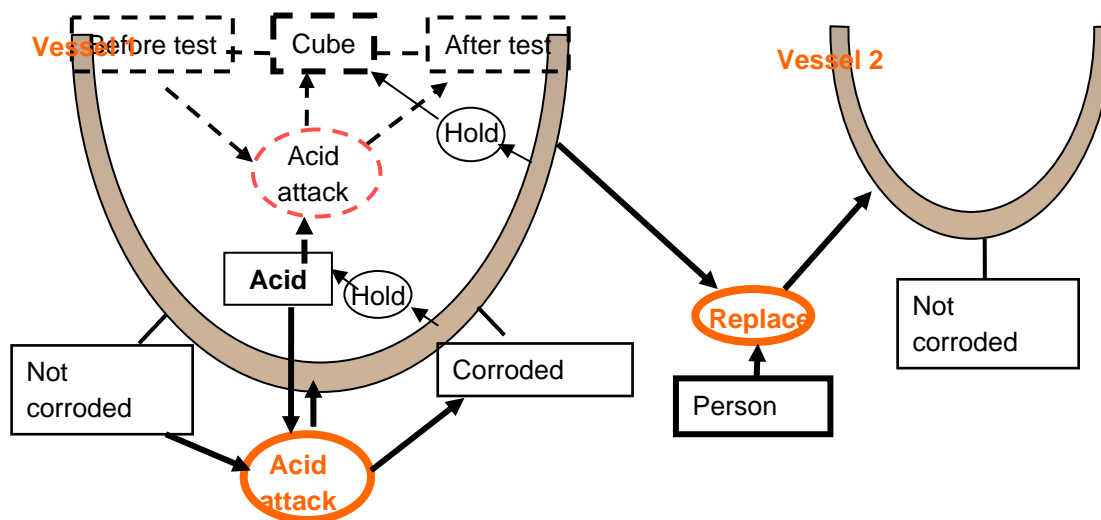 Vessel 1
Before test
Cube
After test
Vessel 2
Hold
Acid
attack
Acid
Hold
Replace
Not
corroded
Not
corroded
Corroded
Person
Acid
attack